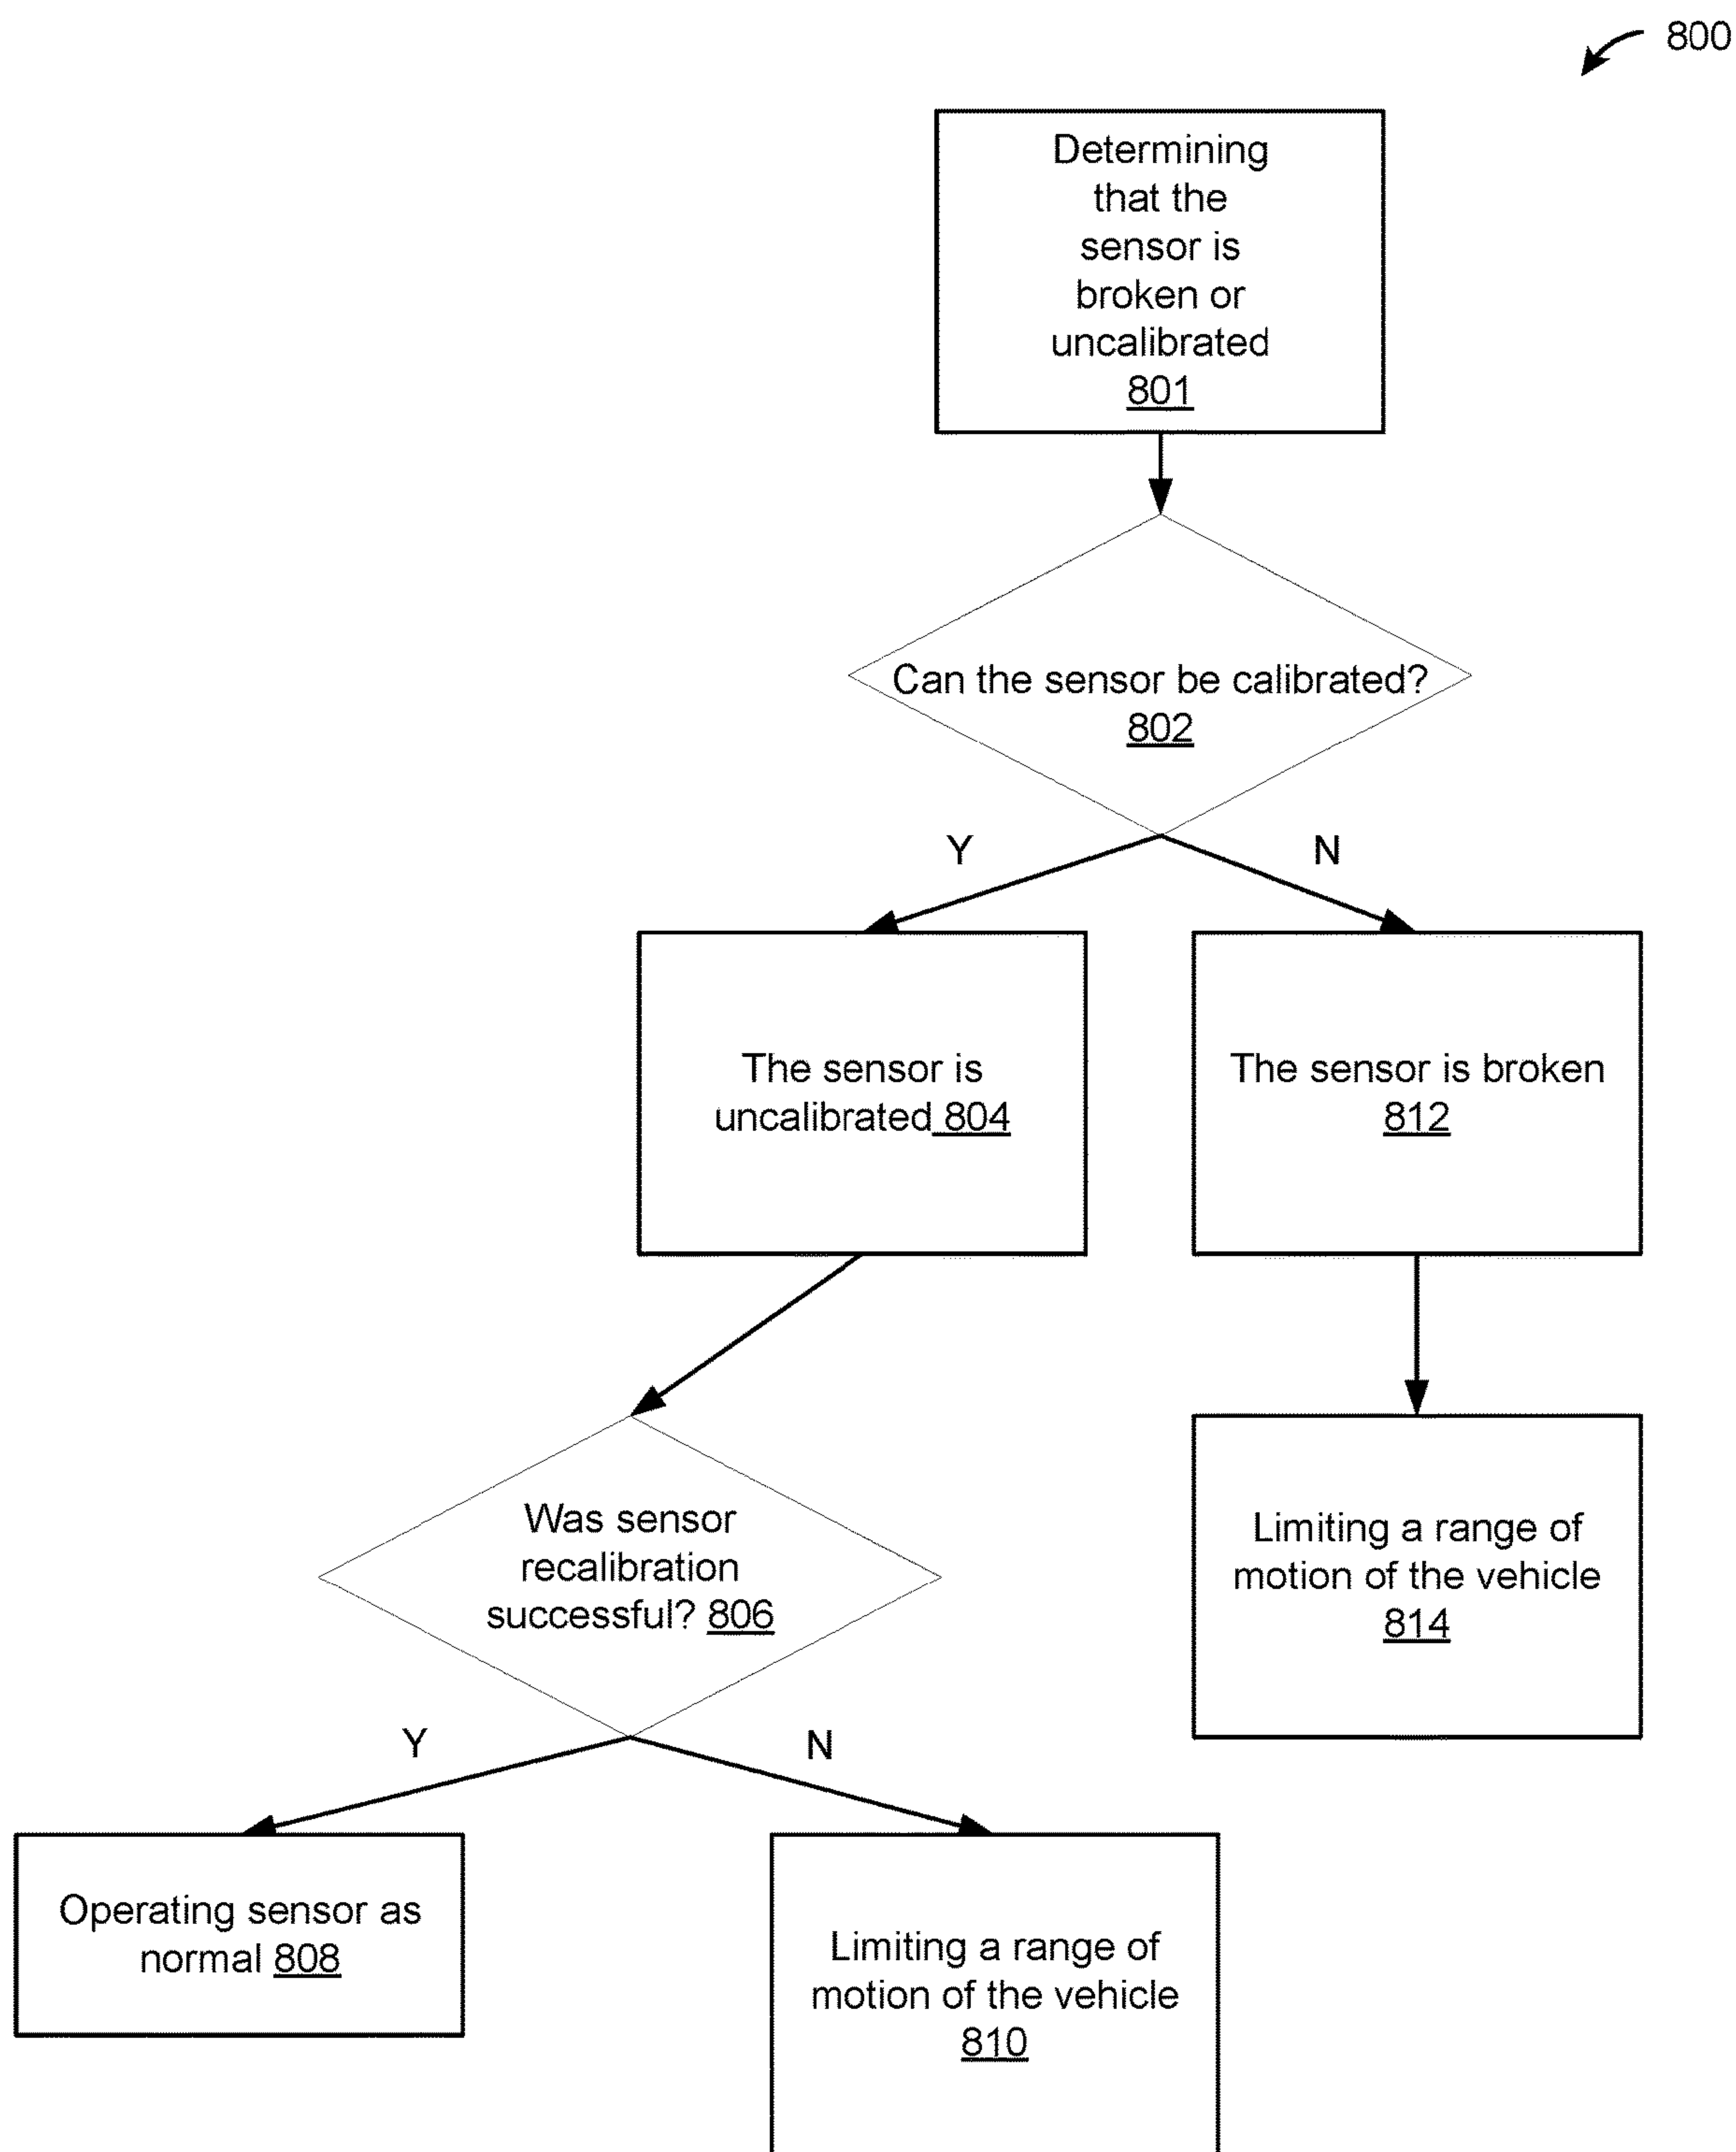 800
Determining
that the
sensor is
broken or
uncalibrated
801
Can the sensor be calibrated?
802
Y
N
The sensor is
uncalibrated 804
The sensor is broken
812
Was sensor
recalibration
successful? 806
Limiting a range of
motion of the vehicle
814
Y
N
Operating sensor as
normal 808
Limiting a range of
motion of the vehicle
810